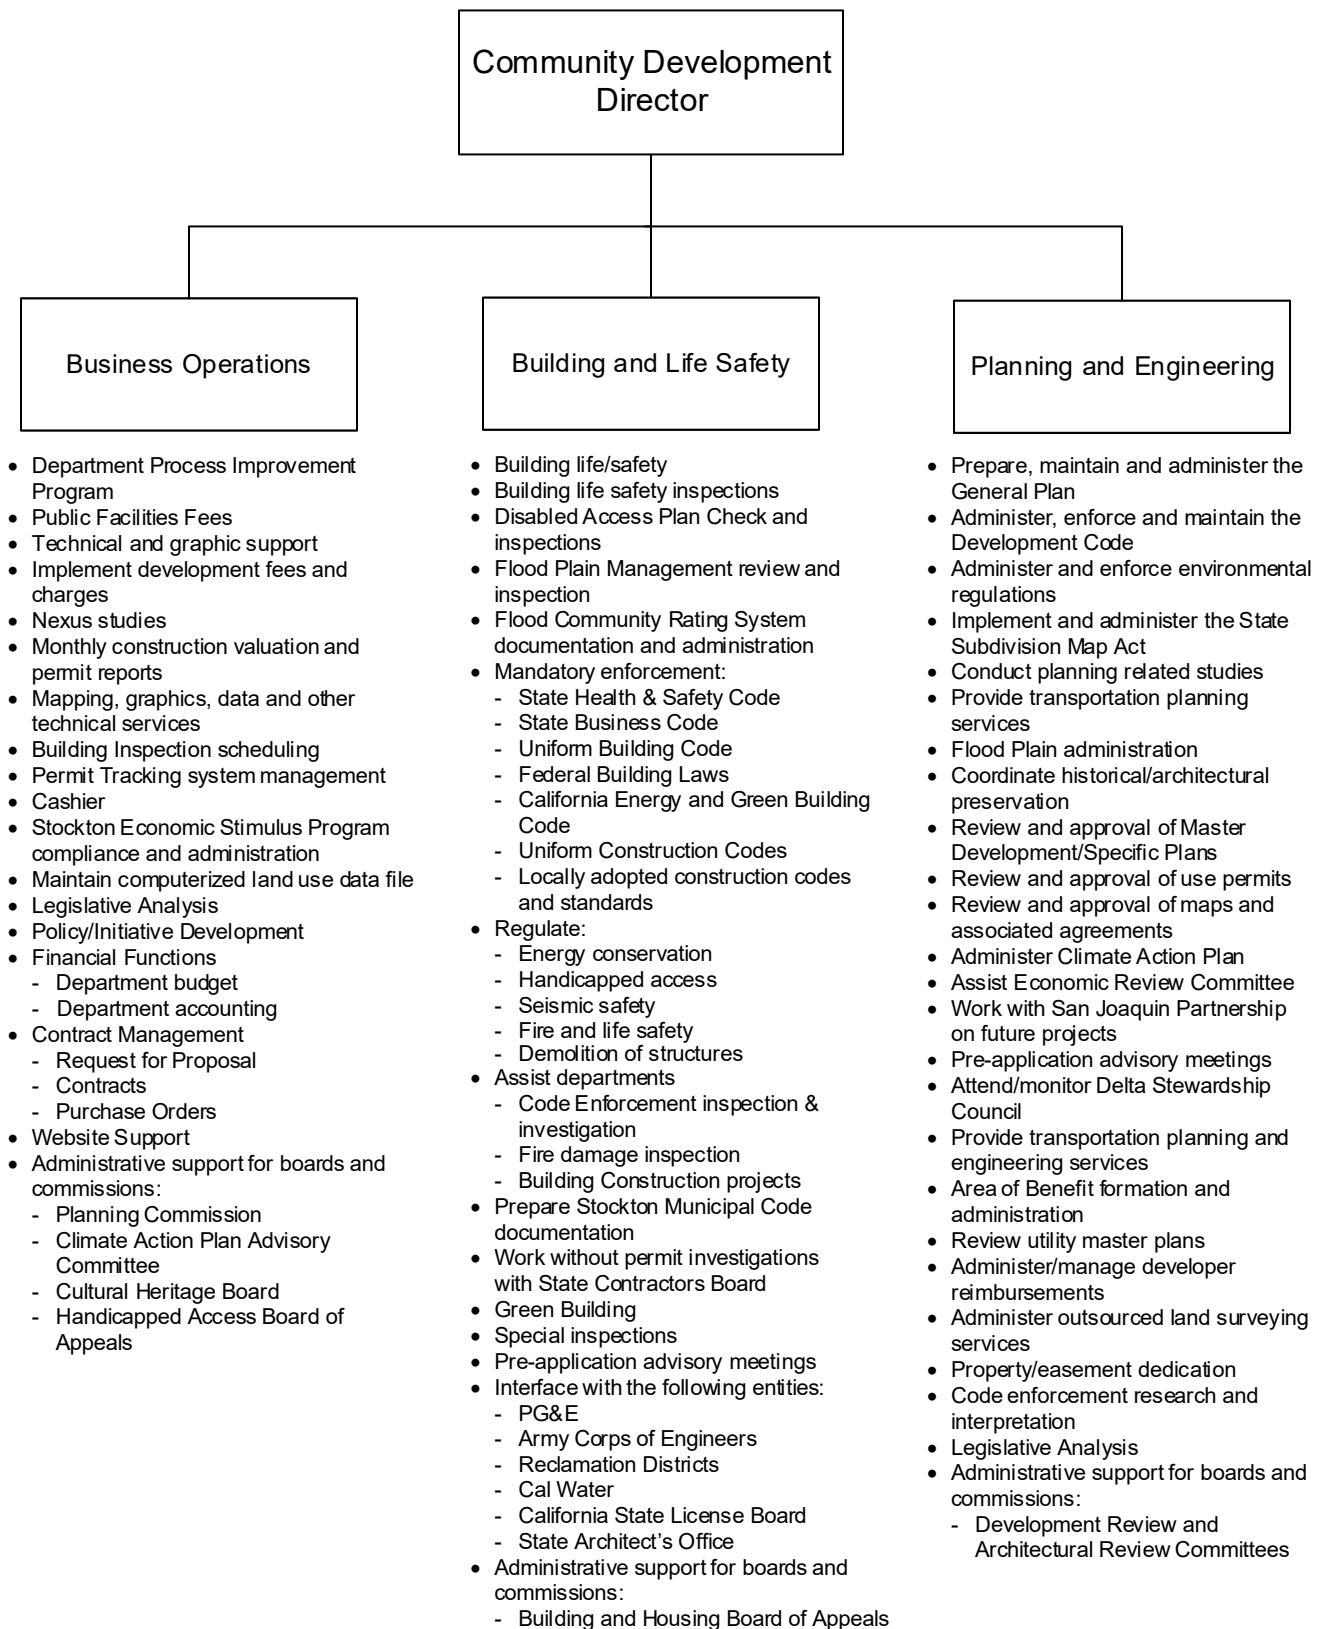 Community Development
Director
Business Operations
• Department Process Improvement
Program
• Public Facilities Fees
• Technical and graphic support
• Implement development fees and
charges
• Nexus studies
• Monthly construction valuation and
permit reports
• Mapping, graphics, data and other
technical services
• Building Inspection scheduling
• Permit Tracking system management
• Cashier
• Stockton Economic Stimulus Program
compliance and administration
• Maintain computerized land use data file
• Legislative Analysis
• Policy/Initiative Development
• Financial Functions
- Department budget
- Department accounting
• Contract Management
- Request for Proposal
- Contracts
- Purchase Orders
• Website Support
• Administrative support for boards and
commissions:
- Planning Commission
- Climate Action Plan Advisory
Committee
- Cultural Heritage Board
- Handicapped Access Board of
Appeals
Building and Life Safety
• Building life/safety
• Building life safety inspections
• Disabled Access Plan Check and
inspections
• Flood Plain Management review and
inspection
• Flood Community Rating System
documentation and administration
• Mandatory enforcement:
- State Health & Safety Code
- State Business Code
- Uniform Building Code
- Federal Building Laws
- California Energy and Green Building
Code
- Uniform Construction Codes
- Locally adopted construction codes
and standards
• Regulate:
- Energy conservation
- Handicapped access
- Seismic safety
- Fire and life safety
- Demolition of structures
• Assist departments
- Code Enforcement inspection &
investigation
- Fire damage inspection
- Building Construction projects
• Prepare Stockton Municipal Code
documentation
• Work without permit investigations
with State Contractors Board
• Green Building
• Special inspections
• Pre-application advisory meetings
• Interface with the following entities:
- PG&E
- Army Corps of Engineers
- Reclamation Districts
- Cal Water
- California State License Board
- State Architect's Office
• Administrative support for boards and
commissions:
- Building and Housing Board of Appeals
Planning and Engineering
• Prepare, maintain and administer the
General Plan
• Administer, enforce and maintain the
Development Code
• Administer and enforce environmental
regulations
• Implement and administer the State
Subdivision Map Act
• Conduct planning related studies
• Provide transportation planning
services
• Flood Plain administration
• Coordinate historical/architectural
preservation
• Review and approval of Master
Development/Specific Plans
• Review and approval of use permits
• Review and approval of maps and
associated agreements
• Administer Climate Action Plan
• Assist Economic Review Committee
• Work with San Joaquin Partnership
on future projects
• Pre-application advisory meetings
• Attend/monitor Delta Stewardship
Council
• Provide transportation planning and
engineering services
• Area of Benefit formation and
administration
• Review utility master plans
• Administer/manage developer
reimbursements
• Administer outsourced land surveying
services
• Property/easement dedication
• Code enforcement research and
interpretation
• Legislative Analysis
• Administrative support for boards and
commissions:
- Development Review and
Architectural Review Committees